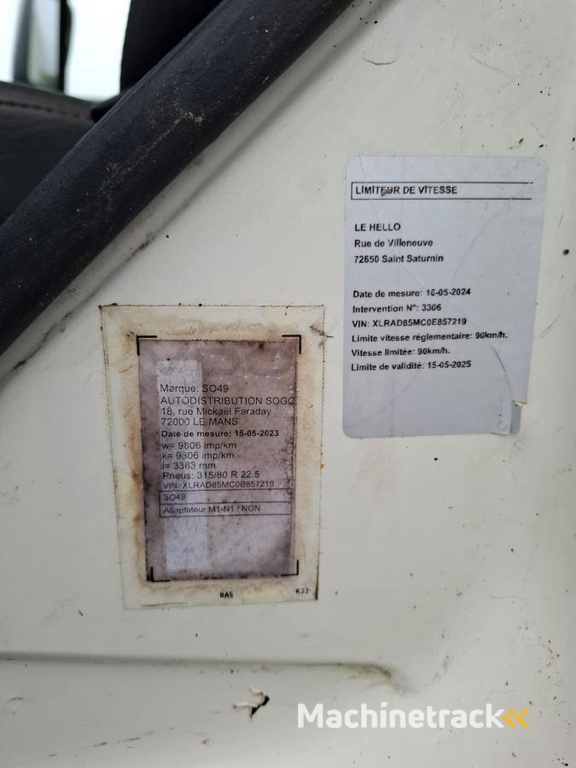 LIMITEUR DE VITESSE
LE HELLO
Rue de Villeneuve
72650 Saint Saturnin
Date de mesure: 16-05-2024
Intervention N°: 3306
VIN: XLRAD85MC0E857219
Limite vitesse réglementaire: 90km/h.
Vitesse limitée: 90km/h.
Limite de validité: 15-05-2025
Marque: SO49
AUTODISTRIBUTION SOGO
18, rue Mickaël Faraday
72000 LE MANS
Date de mesure: 15-05-2023
w= 9806 imp/km
k= 9306 imp/km
l= 3363 mm
Pneus: 315/80 R 22.5
VIN: XLRAD85MC0E857219
SO49
Adaptateur M1-N1 / NON
K22
Machinetrack